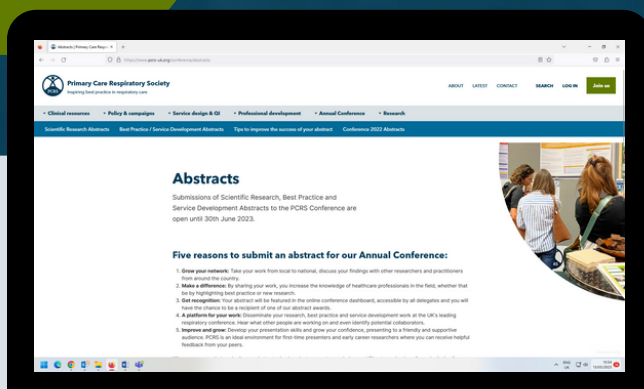 Abstracts | Primary Care Respir
https://www.pcrs-uk.org/conference/abstracts
PCRS
Primary Care Respiratory Society
Inspiring best practice in respiratory care
ABOUT LATEST CONTACT SEARCH LOG IN Join us
Clinical resources Policy & campaigns Service design & QI Professional development Annual Conference Research
Scientific Research Abstracts Best Practice / Service Development Abstracts Tips to improve the success of your abstract Conference 2022 Abstracts
Abstracts
Submissions of Scientific Research, Best Practice and
Service Development Abstracts to the PCRS Conference are
open until 30th June 2023.
Five reasons to submit an abstract for our Annual Conference:
1. Grow your network: Take your work from local to national, discuss your findings with other researchers and practitioners
from around the country.
2. Make a difference: By sharing your work, you increase the knowledge of healthcare professionals in the field, whether that
be by highlighting best practice or new research.
3. Get recognition: Your abstract will be featured in the online conference dashboard, accessible by all delegates and you will
have the chance to be a recipient of one of our abstract awards.
4. A platform for your work: Disseminate your research, best practice and service development work at the UK's leading
respiratory conference. Hear what other people are working on and even identify potential collaborators.
5. Improve and grow: Develop your presentation skills and grow your confidence, presenting to a friendly and supportive
audience. PCRS is an ideal environment for first-time presenters and early career researchers where you can receive helpful
feedback from your peers.
ENG
UK